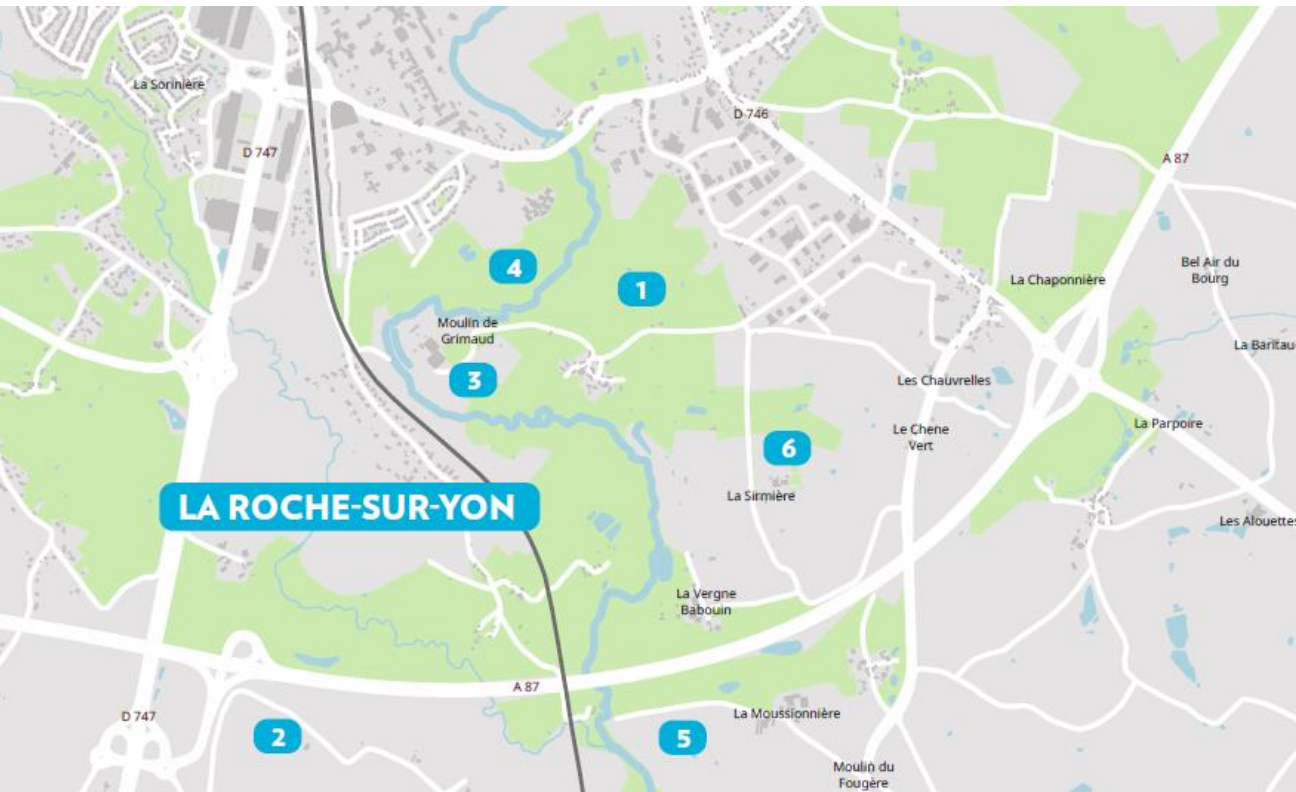 La Sorinière
D 746
D 747
A 87
4
Bel Air du
Bourg
1
La Chaponnière
Moulin de
Grimaud
La Baritau
3
Les Chauvrelles
La Parpoire
Le Chene
Vert
6
La Sirmière
LA ROCHE-SUR-YON
Les Alouettes
La Vergne
Babouin
A 87
D 747
La Moussionnière
2
5
Moulin du
Fougère